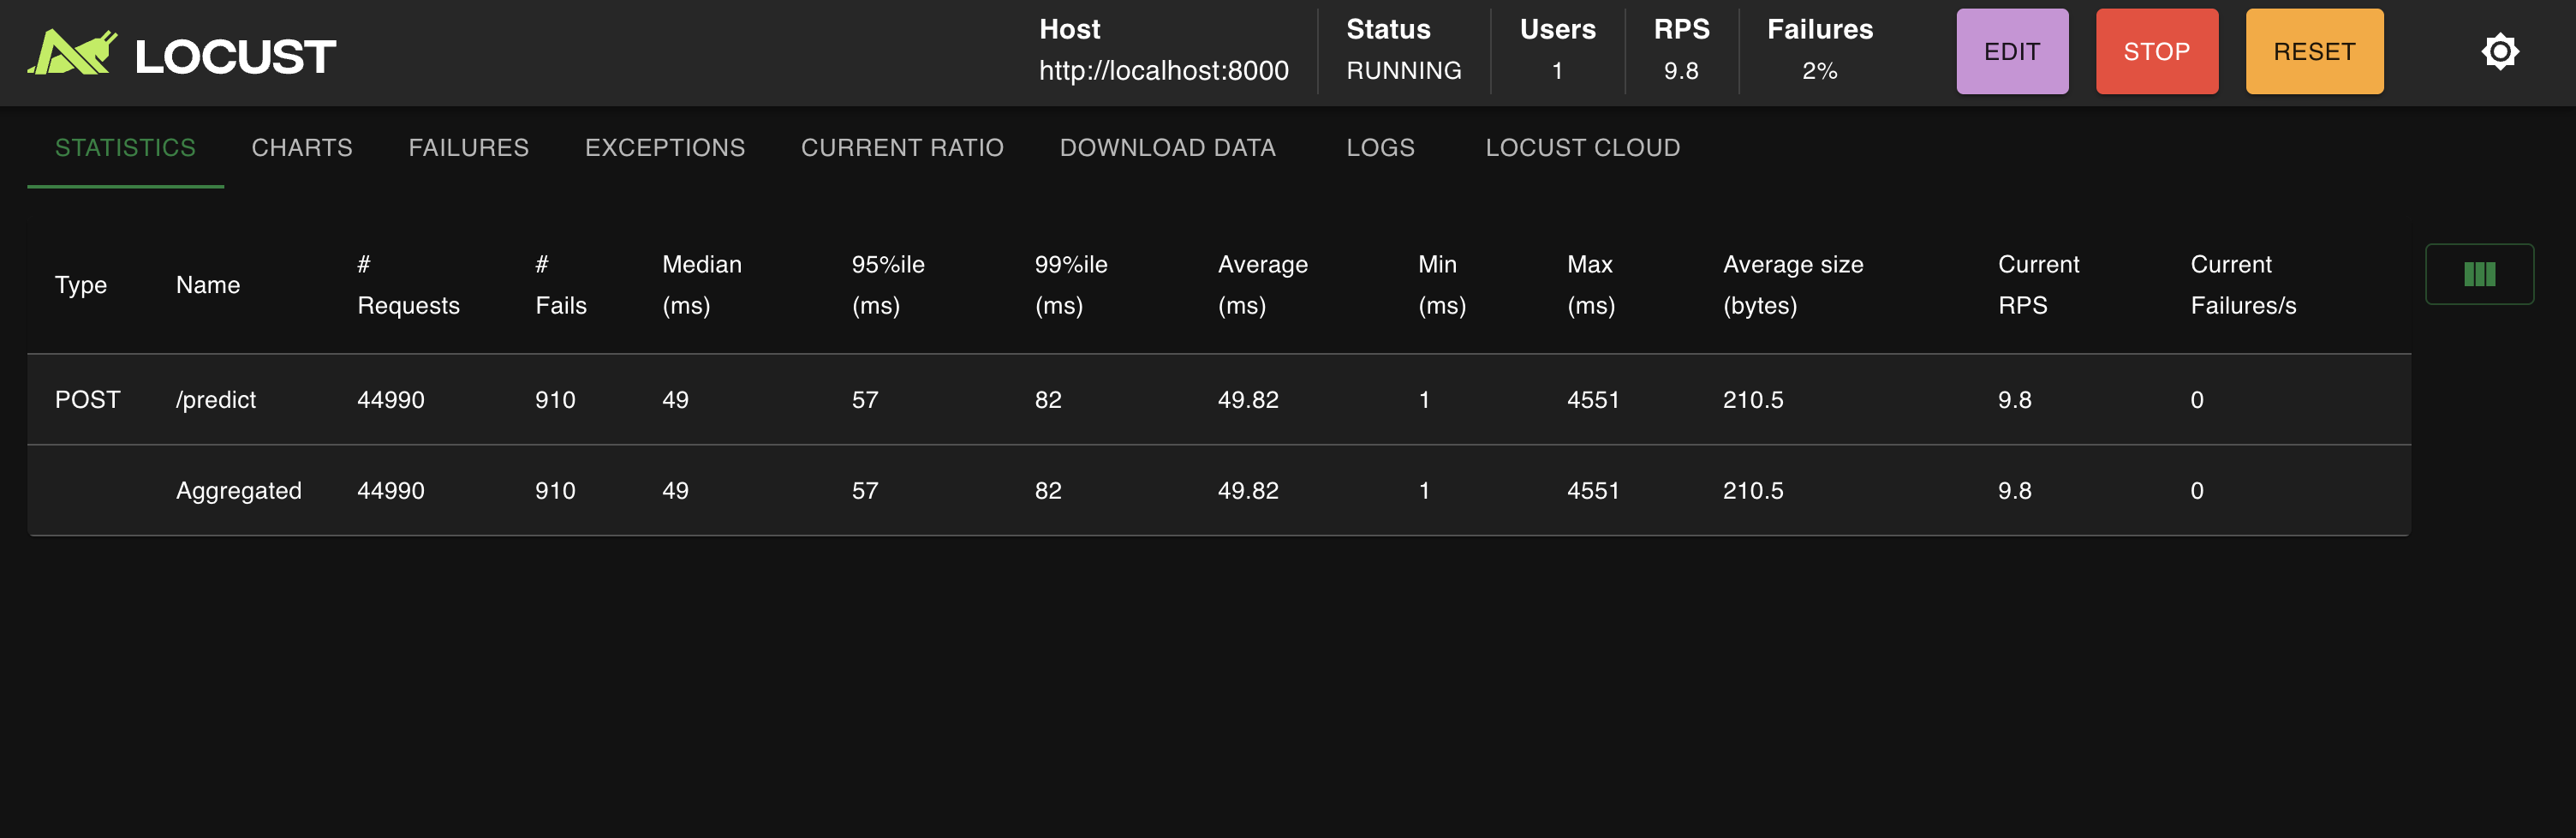 LOCUST
Host
http://localhost:8000
Status
RUNNING
Users
1
RPS
9.8
Failures
2%
EDIT
STOP
RESET
STATISTICS CHARTS FAILURES EXCEPTIONS CURRENT RATIO DOWNLOAD DATA LOGS LOCUST CLOUD
Type Name # Requests # Fails Median (ms) 95%ile (ms) 99%ile (ms) Average (ms) Min (ms) Max (ms) Average size (bytes) Current RPS Current Failures/s
POST /predict 44990 910 49 57 82 49.82 1 4551 210.5 9.8 0
Aggregated 44990 910 49 57 82 49.82 1 4551 210.5 9.8 0